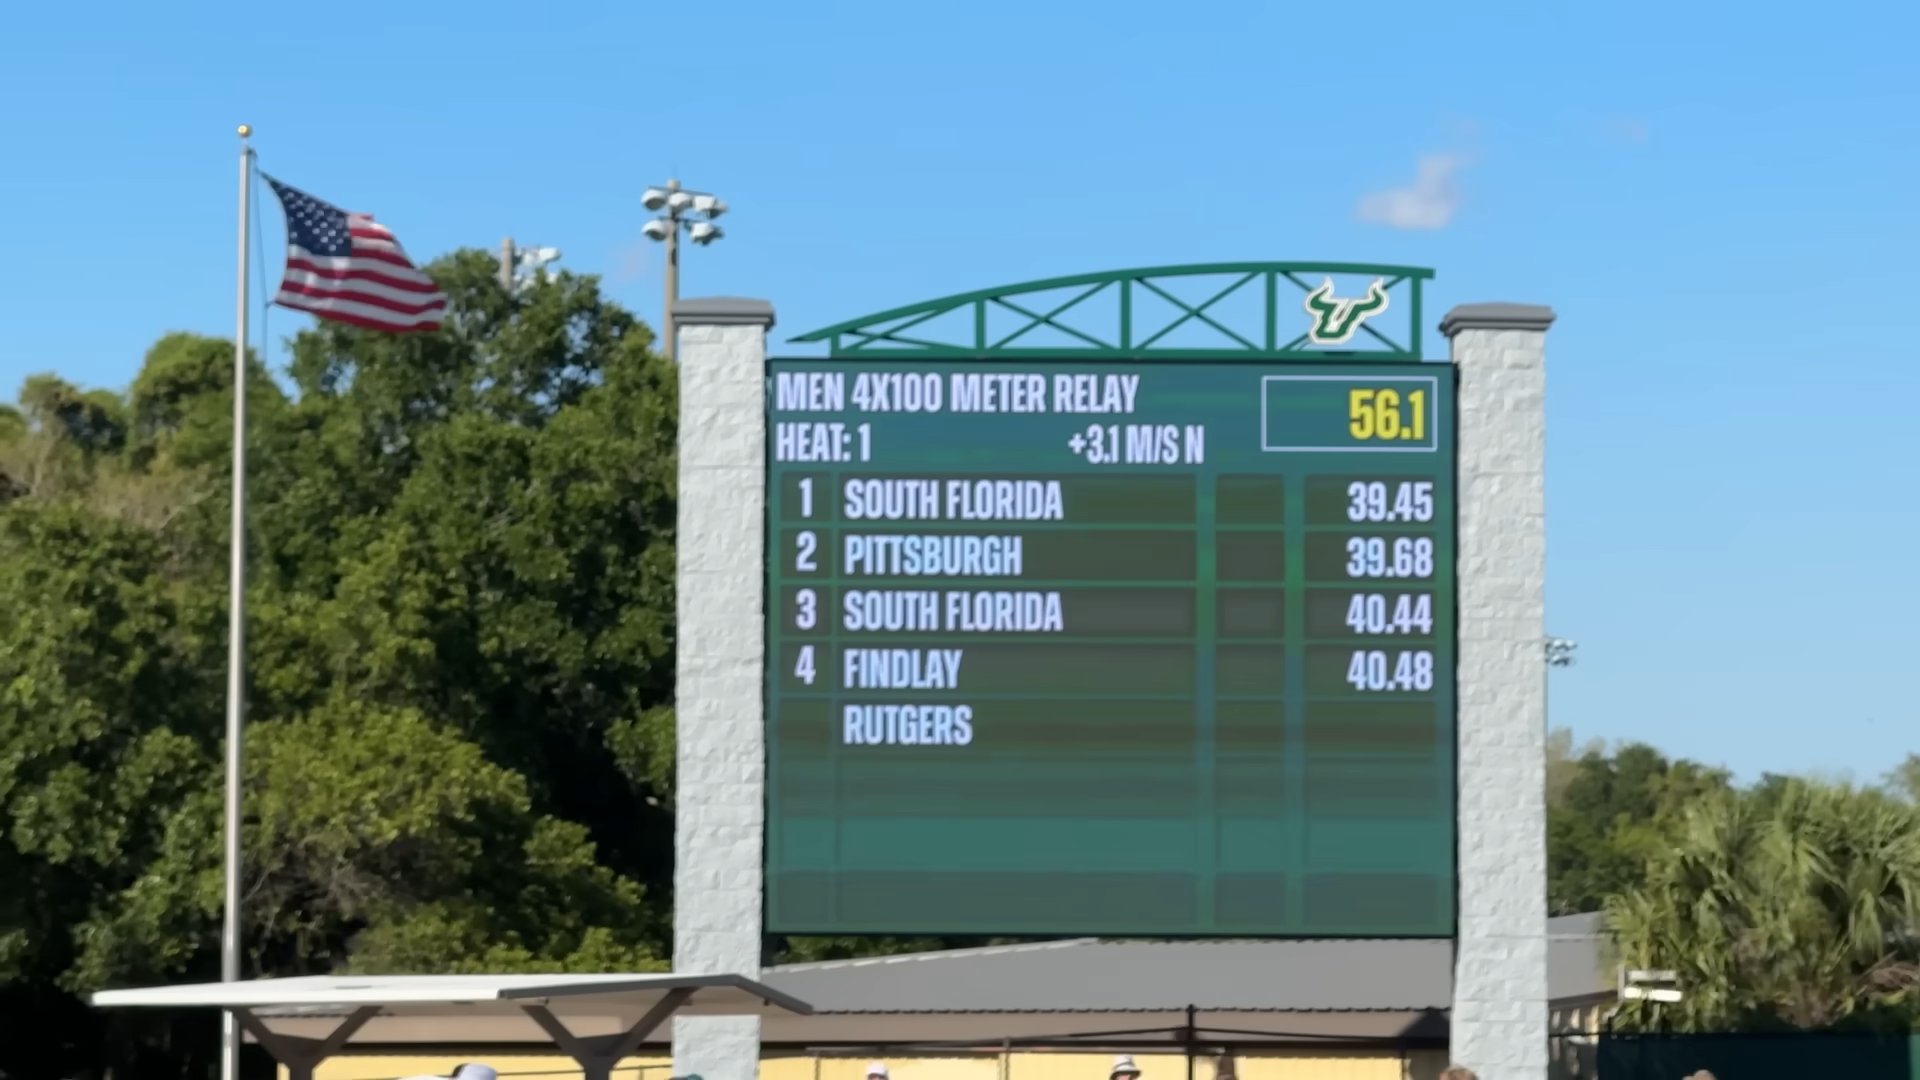 MEN 4X100 METER RELAY
56.1
HEAT: 1 +3.1 M/S N
1 SOUTH FLORIDA 39.45
2 PITTSBURGH 39.68
3 SOUTH FLORIDA 40.44
4 FINDLAY 40.48
RUTGERS